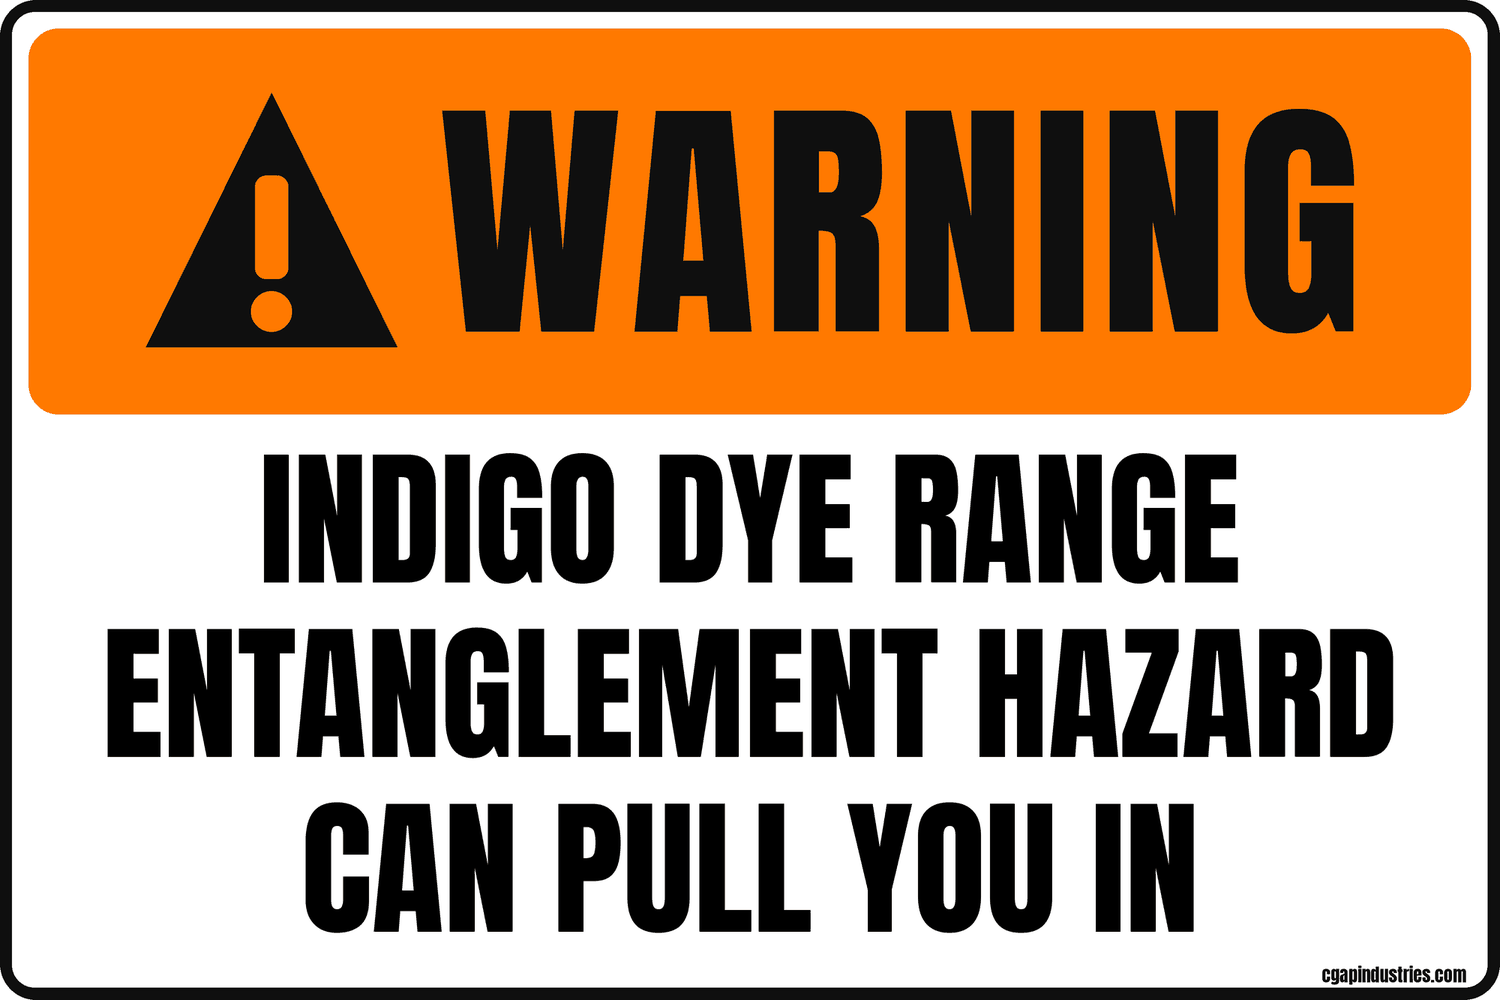 WARNING
INDIGO DYE RANGE
ENTANGLEMENT HAZARD
CAN PULL YOU IN
cgapindustries.com